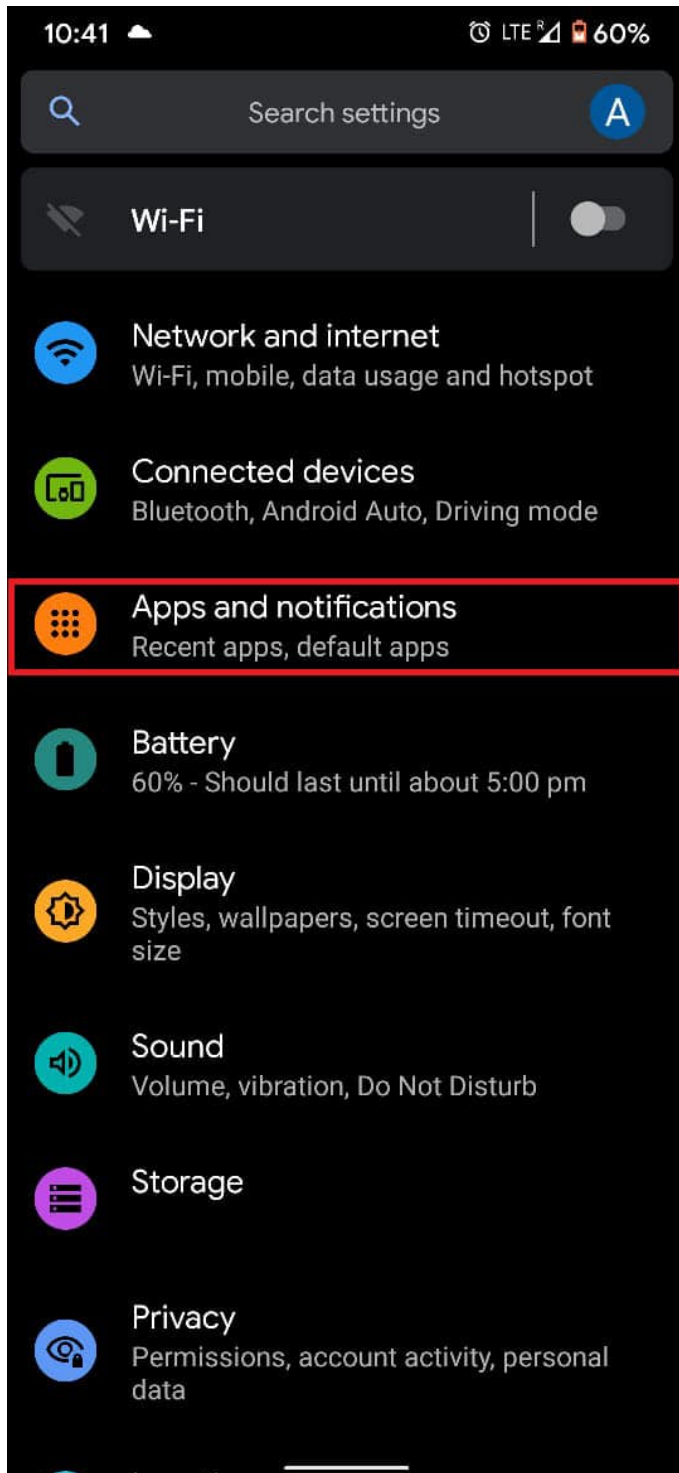 10:41 LTE R 60%
Search settings A
Wi-Fi
Network and internet
Wi-Fi, mobile, data usage and hotspot
Connected devices
Bluetooth, Android Auto, Driving mode
Apps and notifications
Recent apps, default apps
Battery
60% - Should last until about 5:00 pm
Display
Styles, wallpapers, screen timeout, font
size
Sound
Volume, vibration, Do Not Disturb
Storage
Privacy
Permissions, account activity, personal
data